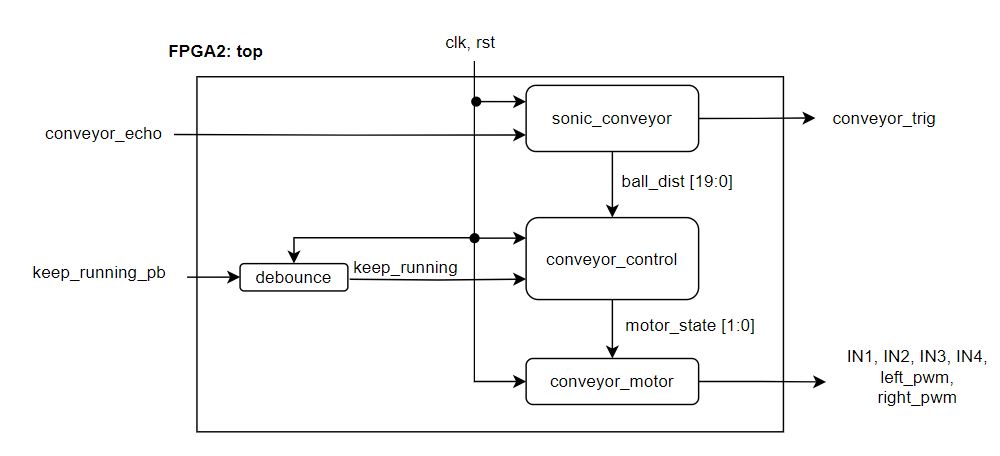 clk, rst
FPGA2: top
sonic_conveyor
conveyor_trig
conveyor_echo
ball_dist [19:0]
conveyor_control
keep_running
keep_running_pb
debounce
motor_state [1:0]
IN1, IN2, IN3, IN4,
left_pwm,
right_pwm
conveyor_motor